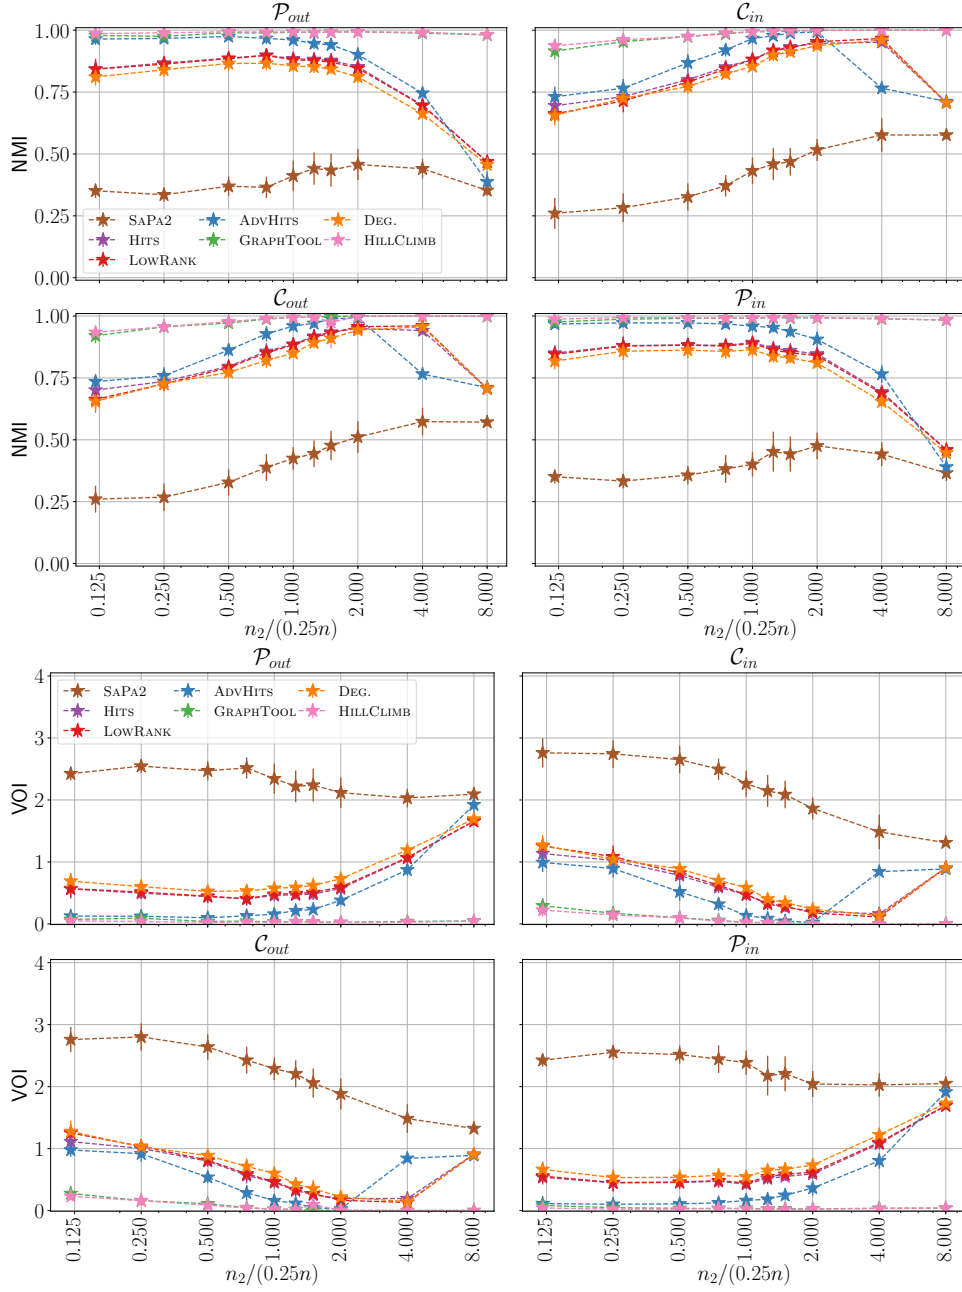 𝒫out 𝒞in
1.00
0.75
NMI
0.50
0.25
0.00
SaPa2 AdvHits Deg.
Hits GraphTool HillClimb
LowRank
𝒞out 𝒫in
1.00
0.75
NMI
0.50
0.25
0.00
0.125 0.250 0.500 1.000 2.000 4.000 8.000 0.125 0.250 0.500 1.000 2.000 4.000 8.000
n2/(0.25n) n2/(0.25n)
𝒫out 𝒞in
4
3
VOI
2
1
0
SaPa2 AdvHits Deg.
Hits GraphTool HillClimb
LowRank
𝒞out 𝒫in
4
3
VOI
2
1
0
0.125 0.250 0.500 1.000 2.000 4.000 8.000 0.125 0.250 0.500 1.000 2.000 4.000 8.000
n2/(0.25n) n2/(0.25n)